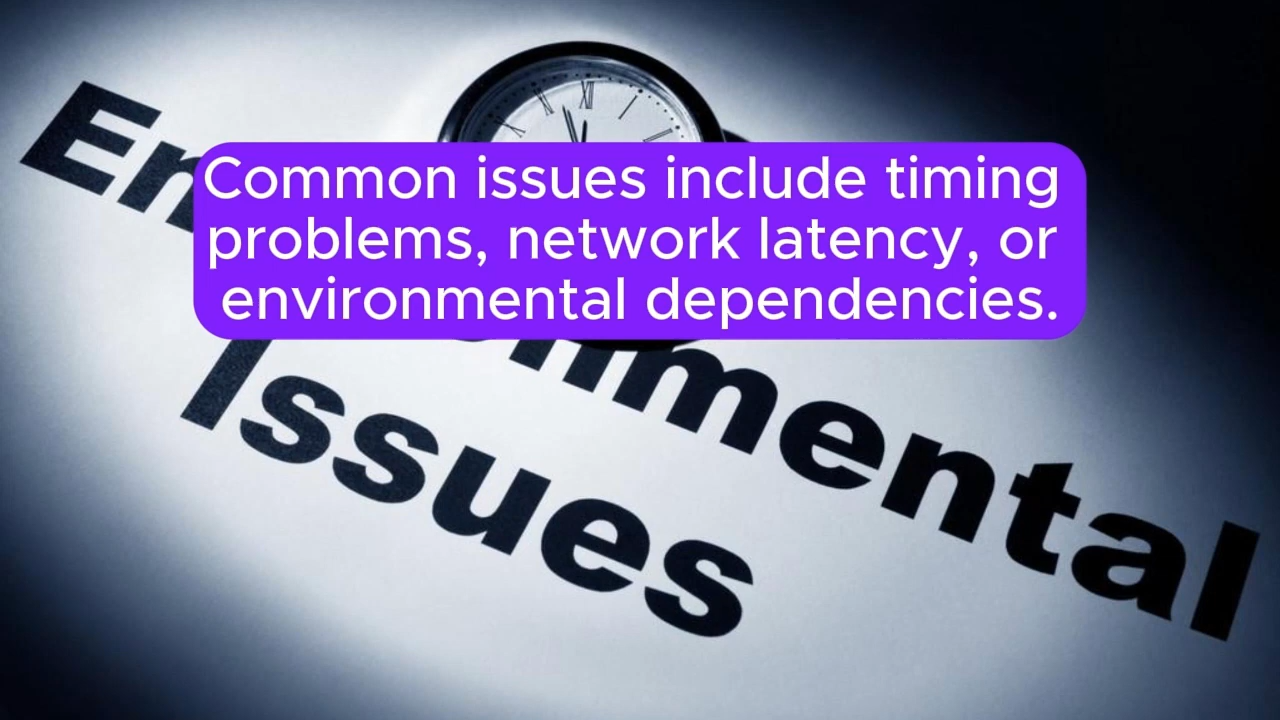 Common issues include timing
problems, network latency, or
environmental dependencies.
Issues